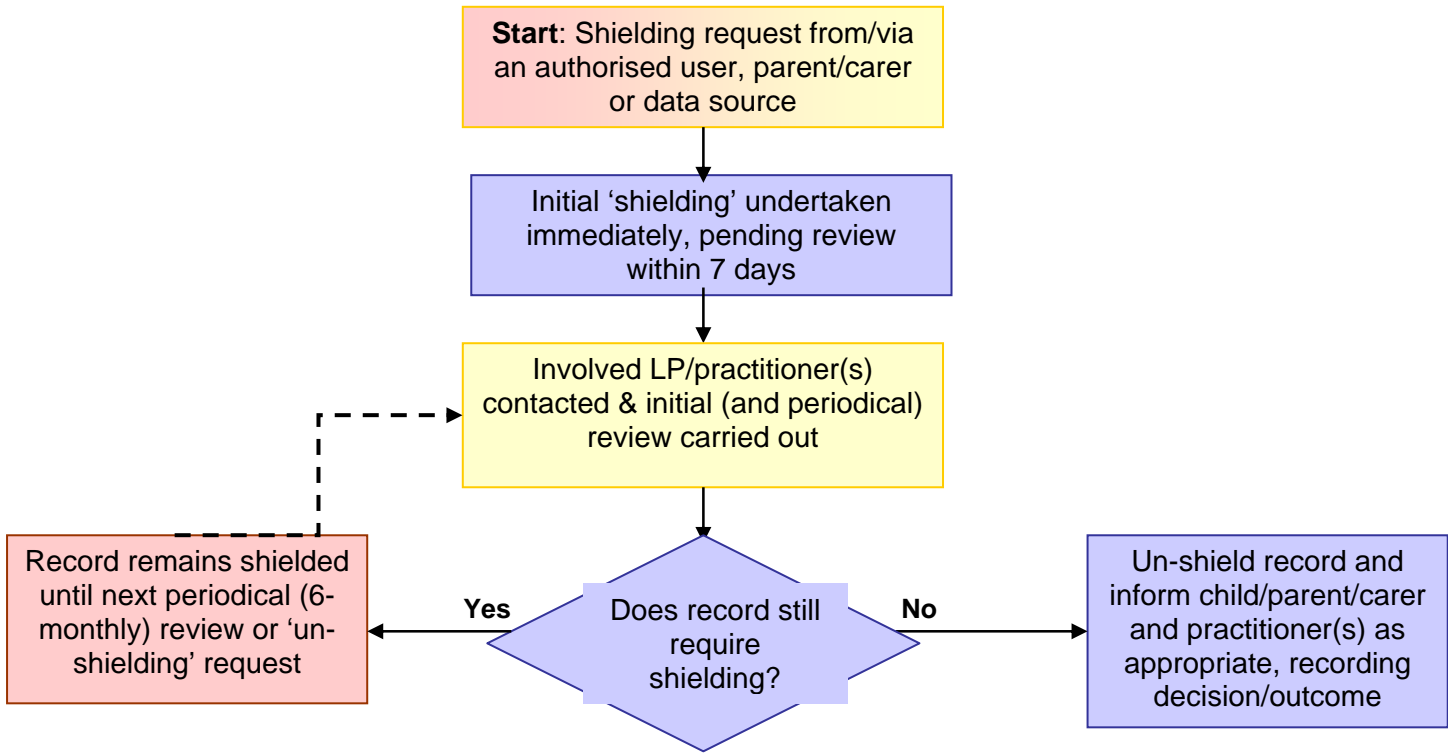 Start: Shielding request from/via
an authorised user, parent/carer
or data source
Initial ‘shielding’ undertaken
immediately, pending review
within 7 days
Involved LP/practitioner(s)
contacted & initial (and periodical)
review carried out
Record remains shielded
until next periodical (6-
monthly) review or ‘un-
shielding’ request
Yes
Does record still
require
shielding?
No
Un-shield record and
inform child/parent/carer
and practitioner(s) as
appropriate, recording
decision/outcome